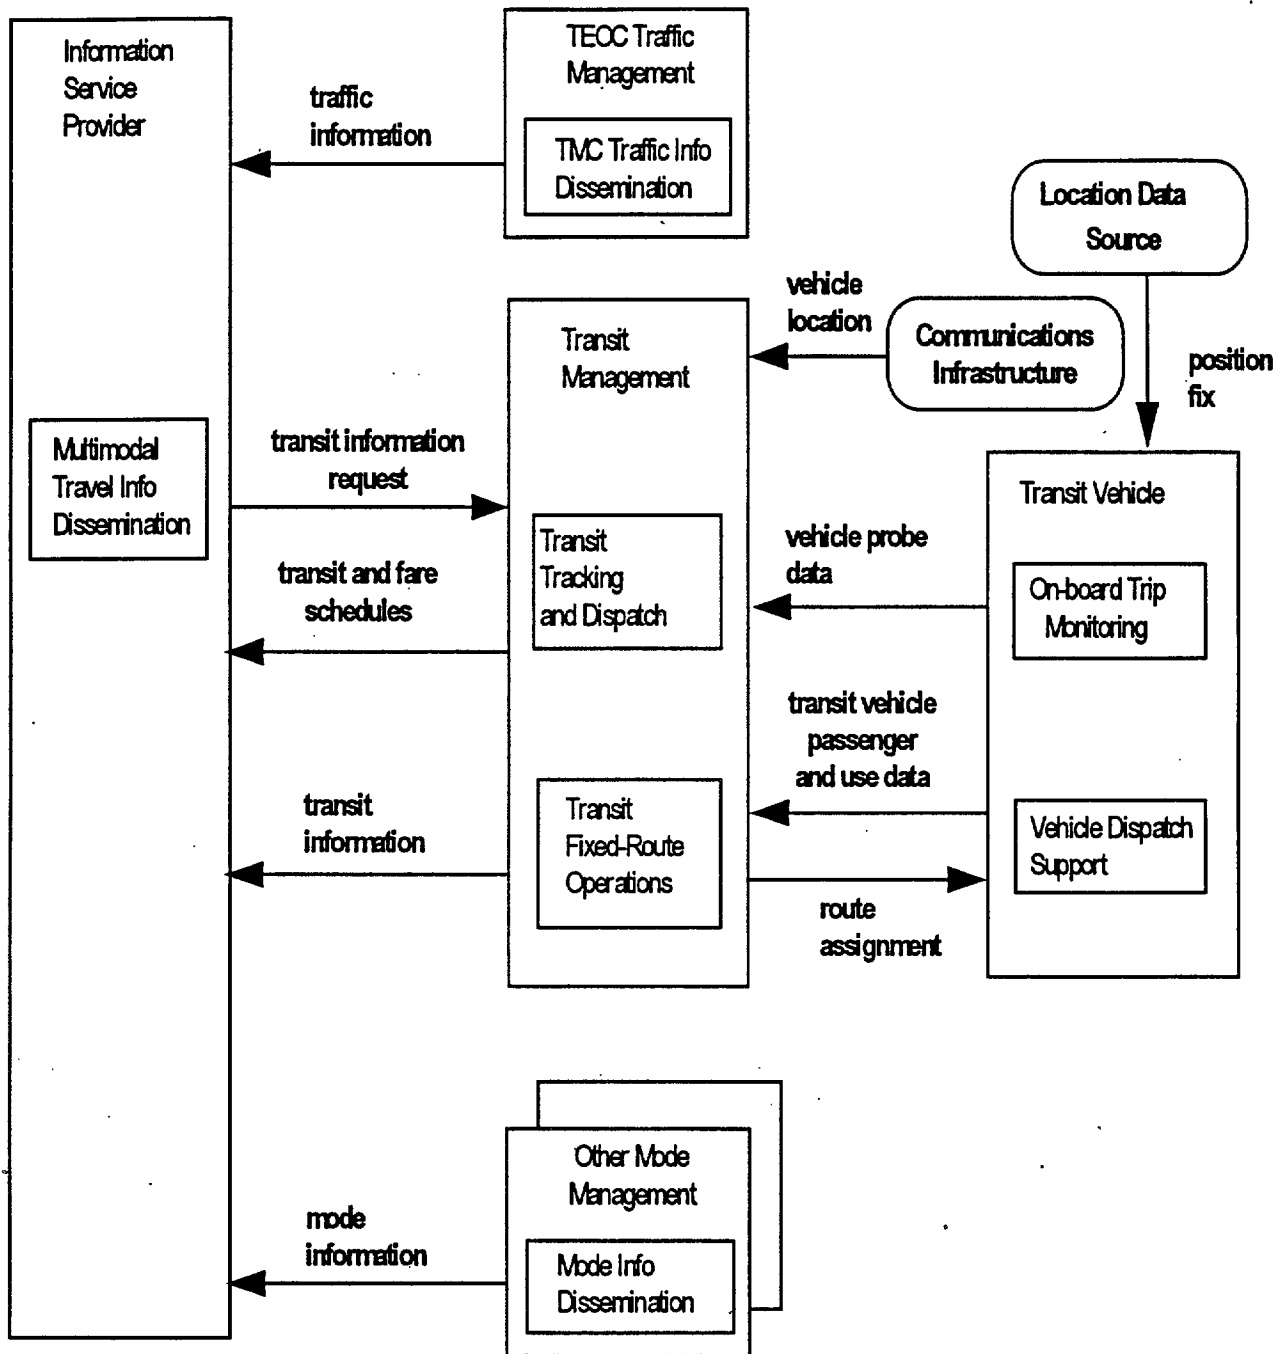 Information
Service
Provider
traffic
information
TEOC Traffic
Management
TMC Traffic Info
Dissemination
Location Data
Source
vehicle
location
Communications
Infrastructure
position
fix
Transit
Management
Multimodal
Travel Info
Dissemination
transit information
request
Transit
Tracking
and Dispatch
transit and fare
schedules
Transit Vehicle
vehicle probe
data
On-board Trip
Monitoring
transit vehicle
passenger
and use data
transit
information
Transit
Fixed-Route
Operations
Vehicle Dispatch
Support
route
assignment
Other Mode
Management
mode
information
Mode Info
Dissemination